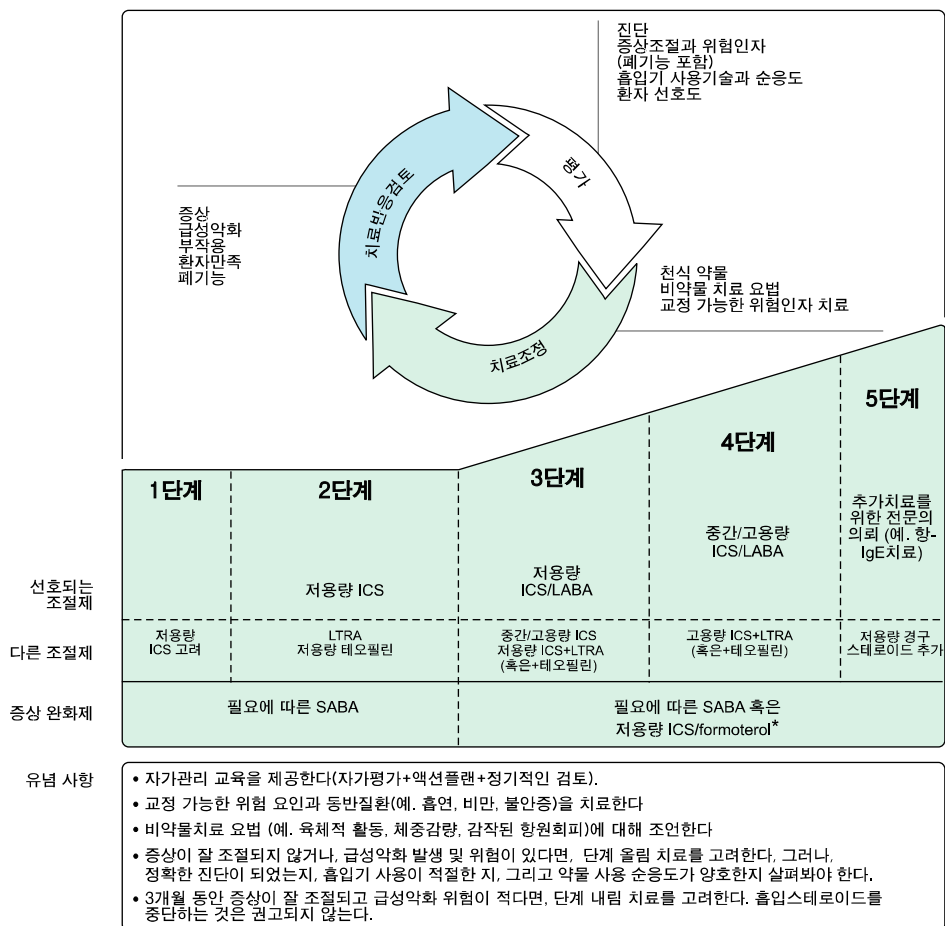 진단
증상조절과 위험인자
(폐기능 포함)
흡입기 사용기술과 순응도
환자 선호도
평가
치료반응검토
증상
급성악화
부작용
환자만족
폐기능
천식 약물
비약물 치료 요법
교정 가능한 위험인자 치료
치료조정
1단계
2단계
3단계
4단계
5단계
선호되는
조절제
저용량 ICS
저용량
ICS/LABA
중간/고용량
ICS/LABA
추가치료를
위한 전문의
의뢰 (예. 항-
IgE치료)
다른 조절제
저용량
ICS 고려
LTRA
저용량 테오필린
중간/고용량 ICS
저용량 ICS+LTRA
(혹은+테오필린)
고용량 ICS+LTRA
(혹은+테오필린)
저용량 경구
스테로이드 추가
증상 완화제
필요에 따른 SABA
필요에 따른 SABA 혹은
저용량 ICS/formoterol*
유념 사항
• 자가관리 교육을 제공한다(자가평가+액션플랜+정기적인 검토).
• 교정 가능한 위험 요인과 동반질환(예. 흡연, 비만, 불안증)을 치료한다
• 비약물치료 요법 (예. 육체적 활동, 체중감량, 감작된 항원회피)에 대해 조언한다
• 증상이 잘 조절되지 않거나, 급성악화 발생 및 위험이 있다면, 단계 올림 치료를 고려한다, 그러나,
정확한 진단이 되었는지, 흡입기 사용이 적절한 지, 그리고 약물 사용 순응도가 양호한지 살펴봐야 한다.
• 3개월 동안 증상이 잘 조절되고 급성악화 위험이 적다면, 단계 내림 치료를 고려한다. 흡입스테로이드를
중단하는 것은 권고되지 않는다.